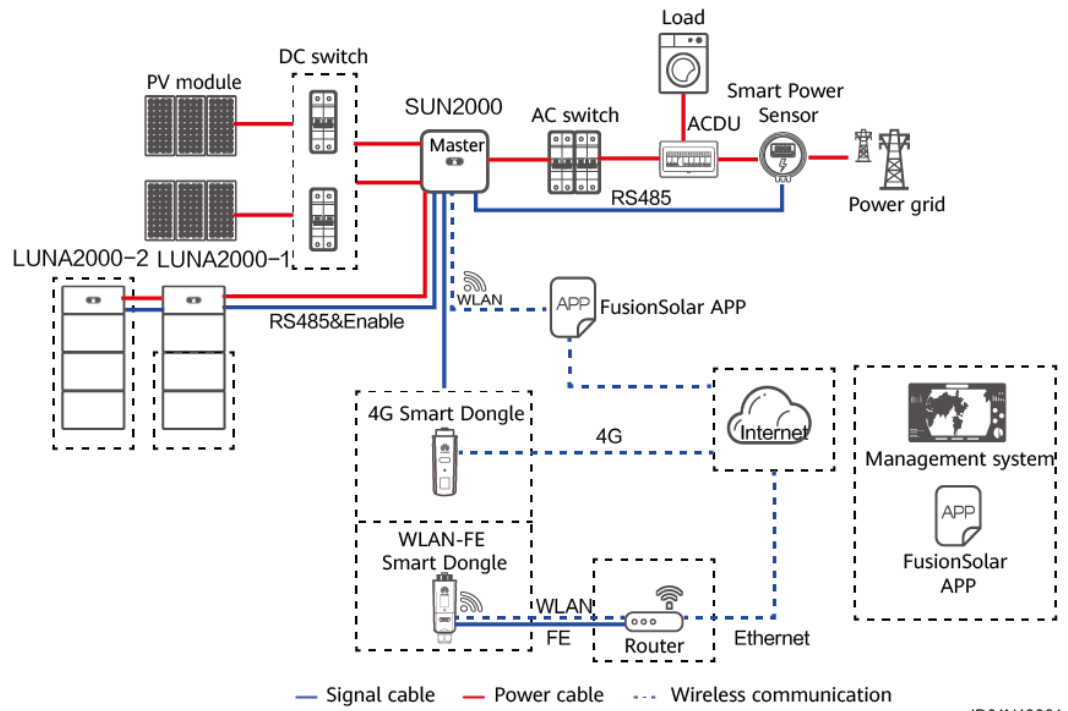 Load
DC switch
PV module
SUN2000
Smart Power
Sensor
AC switch
ACDU
Master
RS485
Power grid
LUNA2000-2
LUNA2000-1
WLAN
APP
FusionSolar APP
RS485&Enable
4G Smart Dongle
4G
Internet
Management system
APP
FusionSolar
APP
WLAN-FE
Smart Dongle
WLAN
FE
Router
Ethernet
Signal cable
Power cable
Wireless communication